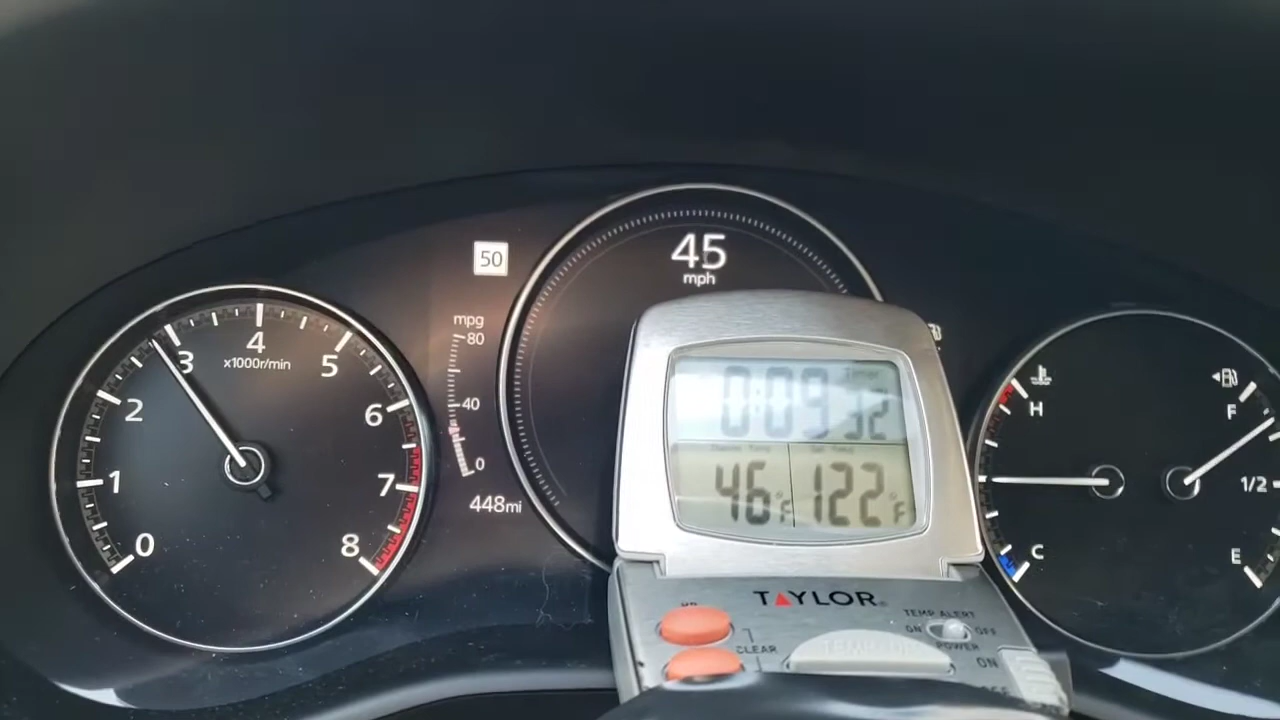 45
mph
50
mpg
80
40
0
448mi
0
1
2
3
4
5
6
7
8
x1000r/min
0:09 32
46°F
122°F
TAYLOR
TEMP ALERT
ON
OFF
POWER
ON
CLEAR
H
C
F
1/2
E